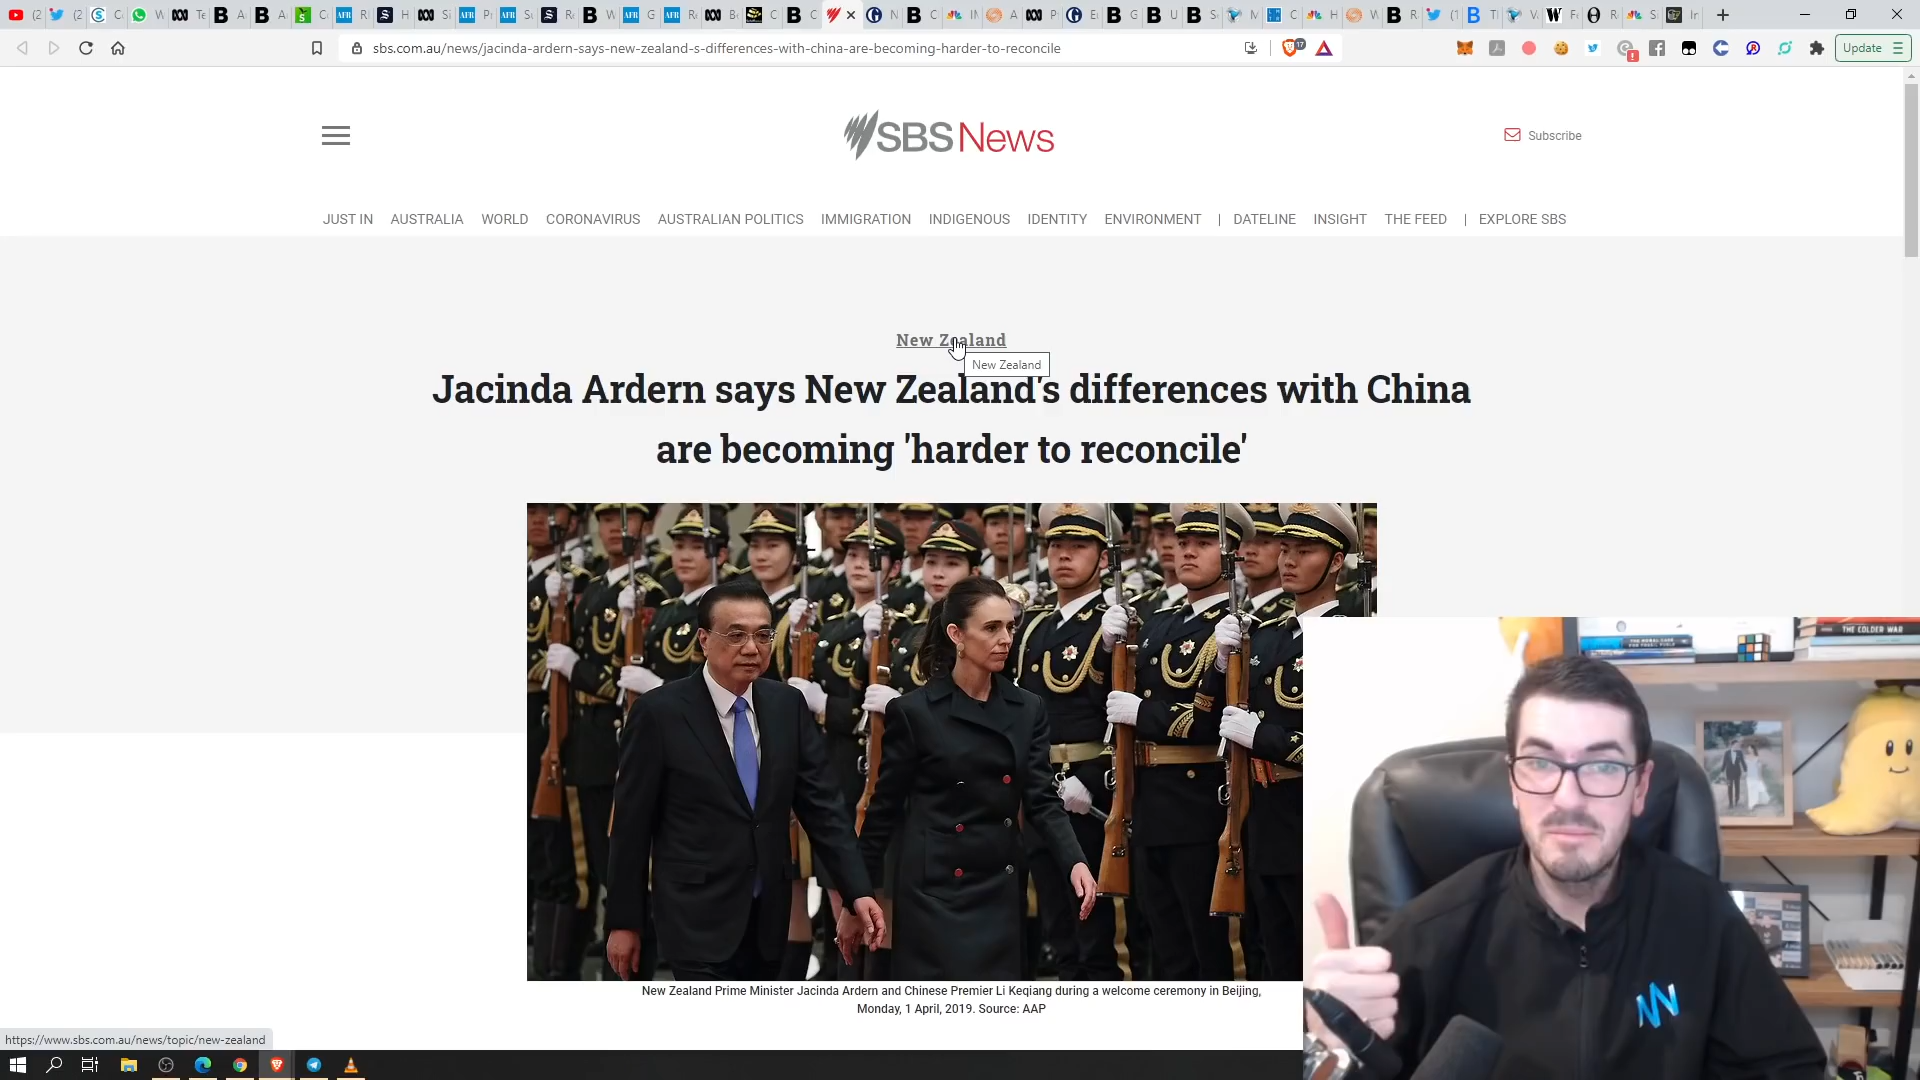 sbs.com.au/news/jacinda-ardern-says-new-zealand-s-differences-with-china-are-becoming-harder-to-reconcile
17
Update
SBS News
Subscribe
JUST IN AUSTRALIA WORLD CORONAVIRUS AUSTRALIAN POLITICS IMMIGRATION INDIGENOUS IDENTITY ENVIRONMENT | DATELINE INSIGHT THE FEED | EXPLORE SBS
New Zealand
New Zealand
Jacinda Ardern says New Zealand's differences with China
are becoming 'harder to reconcile'
THE COLDER WAR
New Zealand Prime Minister Jacinda Ardern and Chinese Premier Li Keqiang during a welcome ceremony in Beijing,
Monday, 1 April, 2019. Source: AAP
https://www.sbs.com.au/news/topic/new-zealand